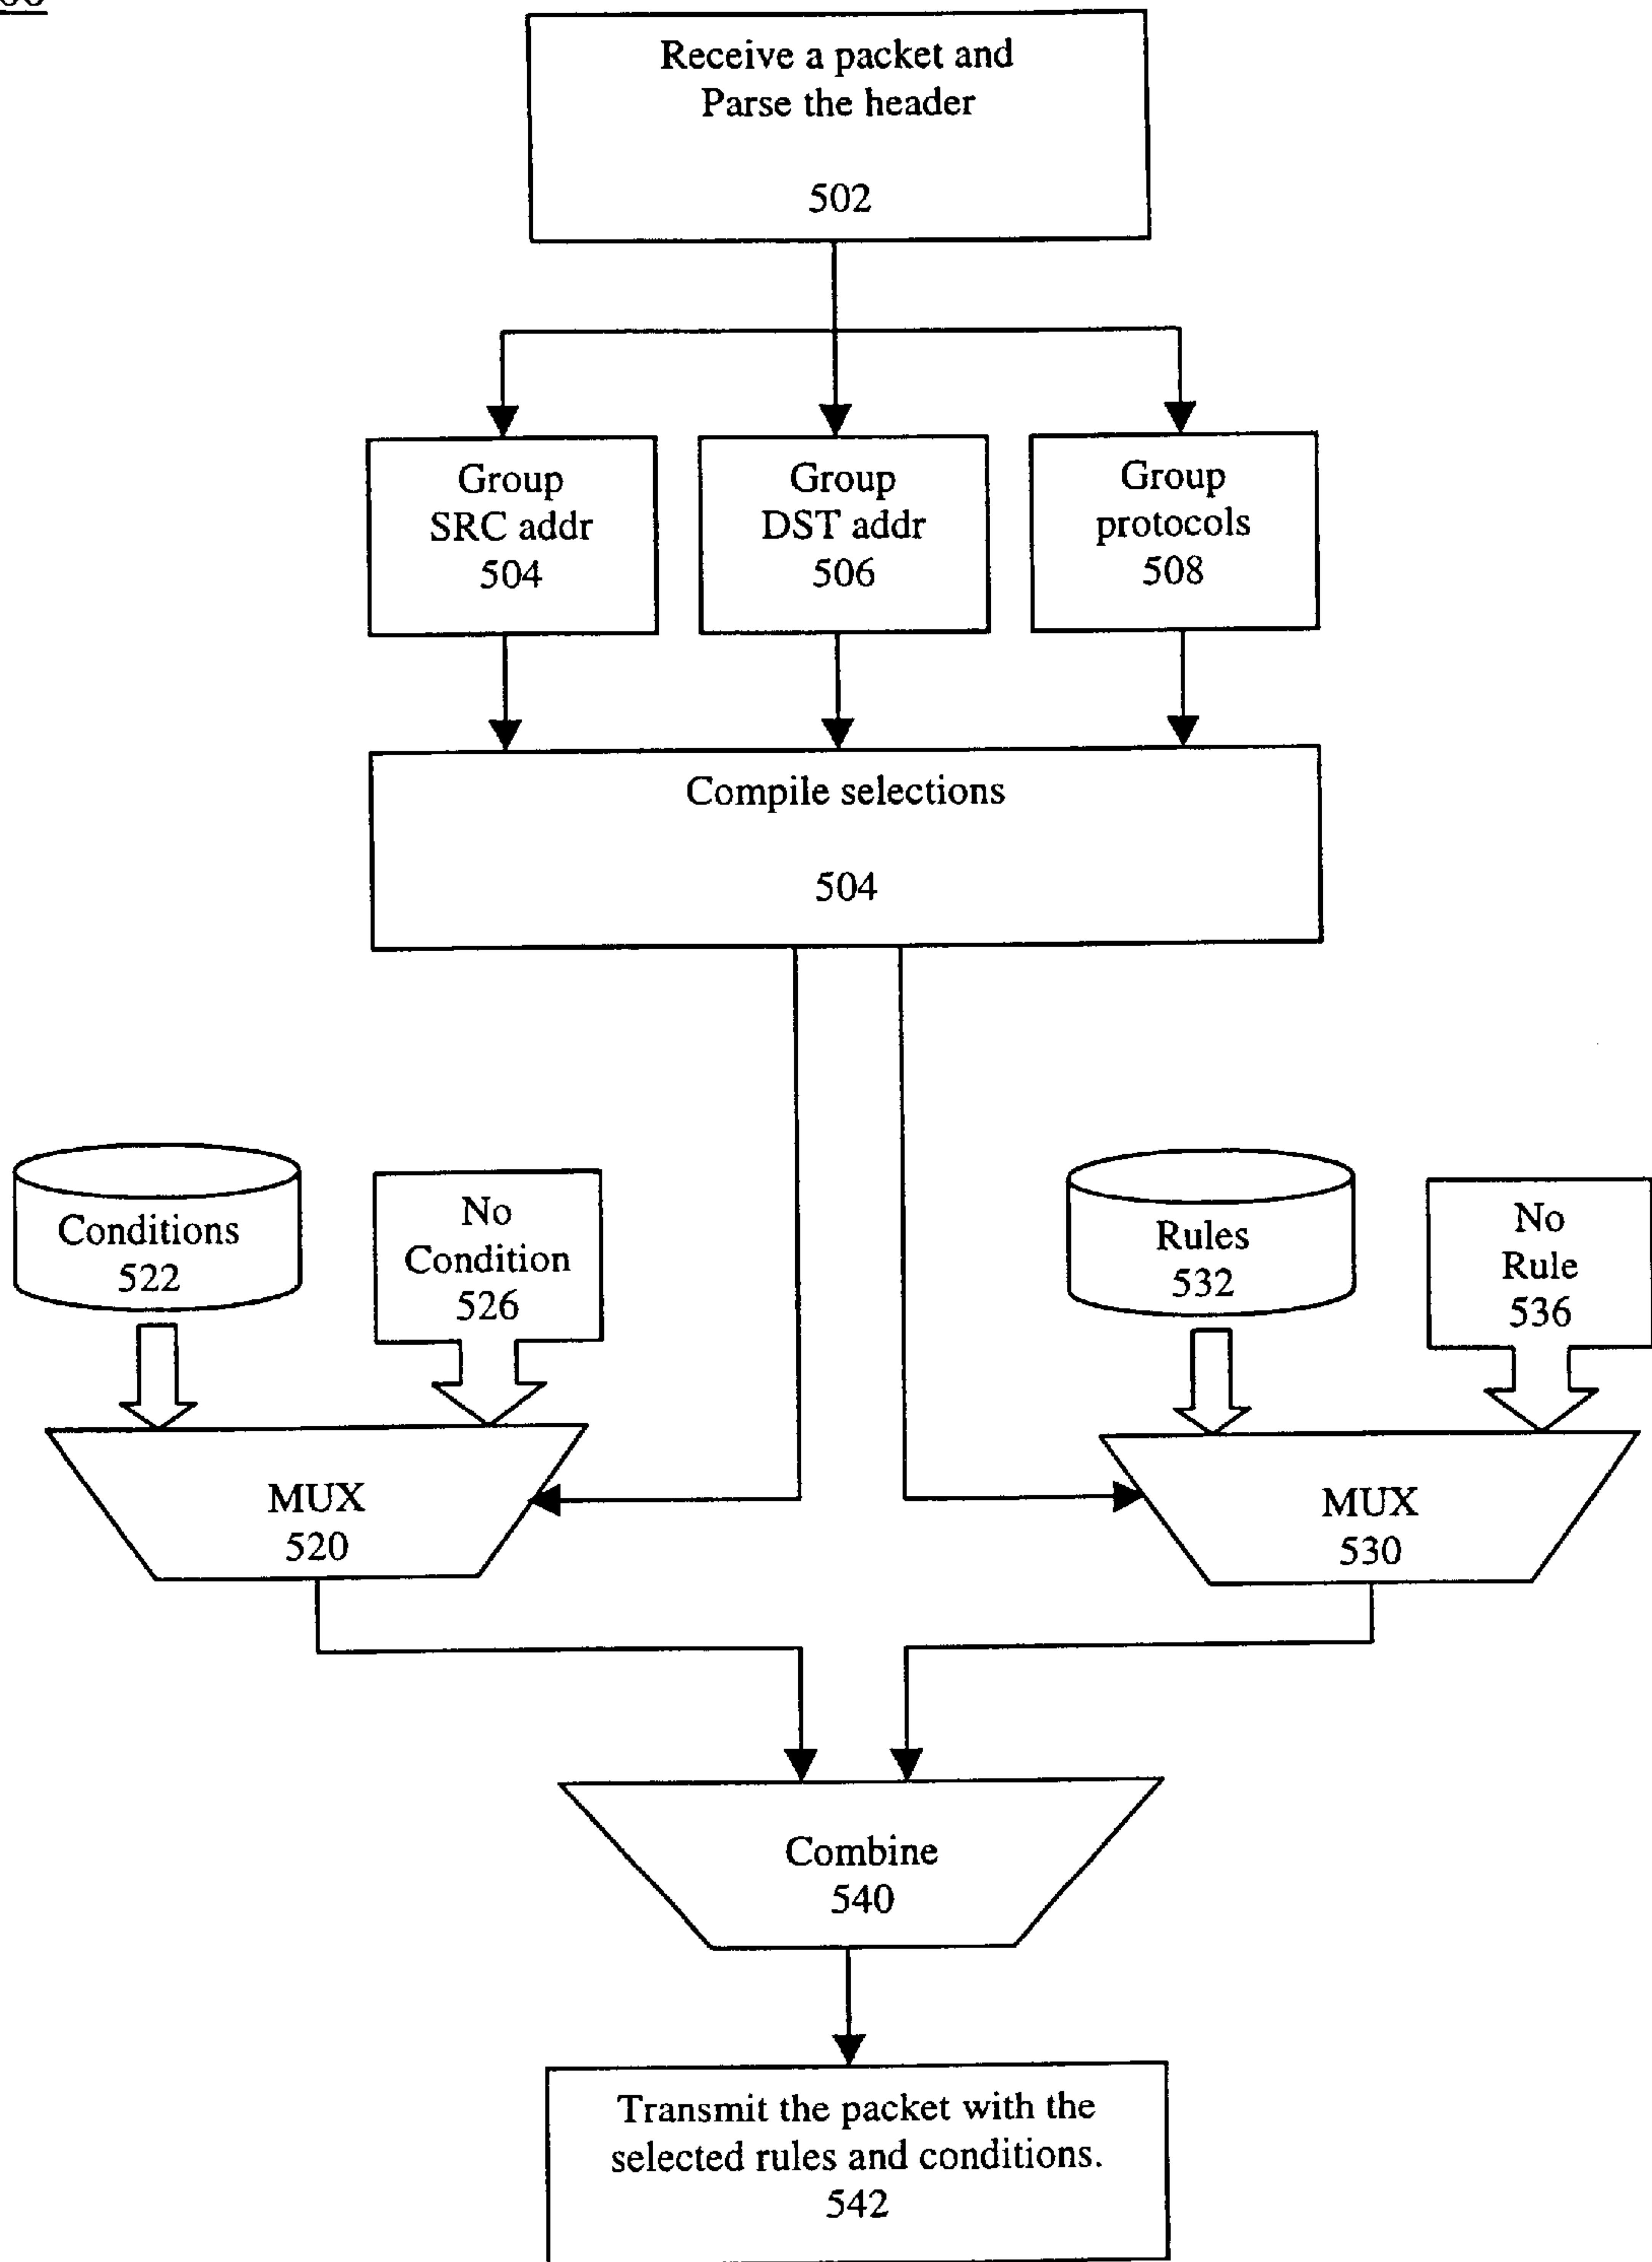 Receive a packet and
Parse the header
502
Group
SRC addr
504
Group
DST addr
506
Group
protocols
508
Compile selections
504
Conditions
522
No
Condition
526
Rules
532
No
Rule
536
MUX
520
MUX
530
Combine
540
Transmit the packet with the
selected rules and conditions.
542